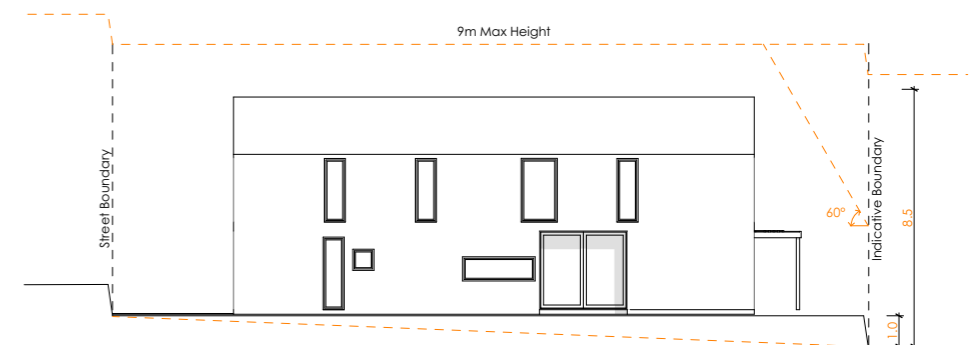 9m Max Height
Street Boundary
60°
Indicative Boundary
8.5
1.0